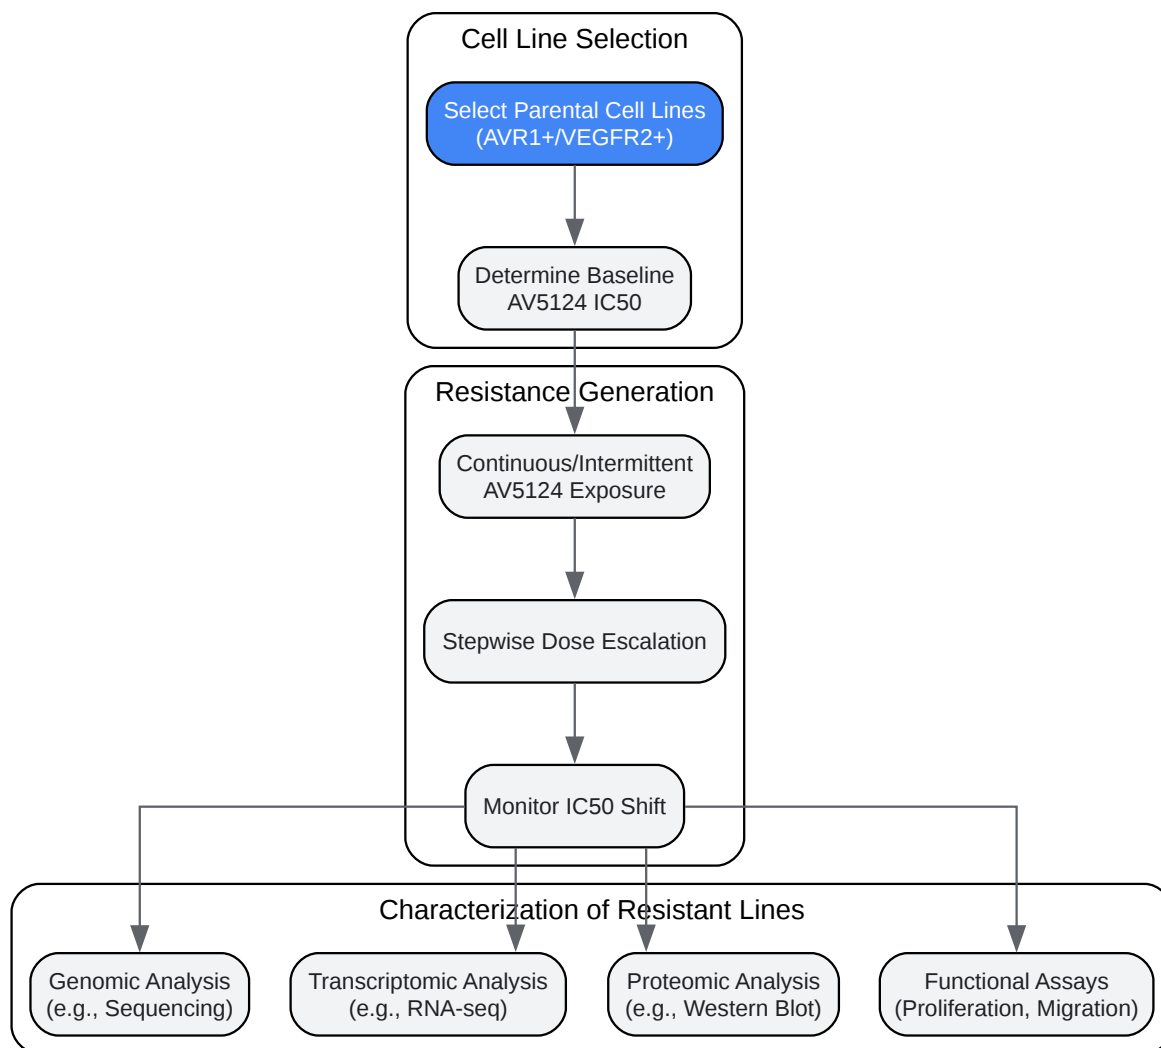 Cell Line Selection
Select Parental Cell Lines
(AVR1+/VEGFR2+)
Determine Baseline
AV5124 IC50
Resistance Generation
Continuous/Intermittent
AV5124 Exposure
Stepwise Dose Escalation
Monitor IC50 Shift
Characterization of Resistant Lines
Genomic Analysis
(e.g., Sequencing)
Transcriptomic Analysis
(e.g., RNA-seq)
Proteomic Analysis
(e.g., Western Blot)
Functional Assays
(Proliferation, Migration)